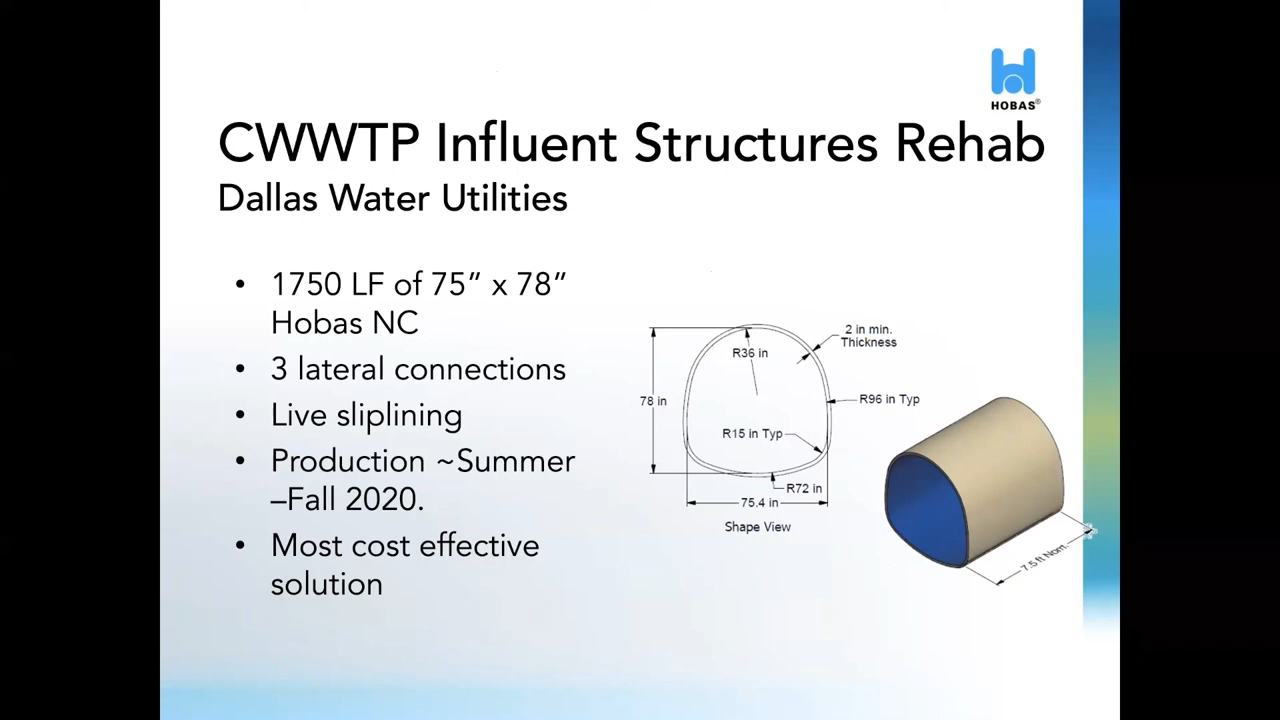 HOBAS®
CWWTP Influent Structures Rehab
Dallas Water Utilities
• 1750 LF of 75” x 78”
Hobas NC
• 3 lateral connections
• Live sliplining
• Production ~Summer
–Fall 2020.
• Most cost effective
solution
2 in min.
Thickness
R36 in
78 in
R96 in Typ
R15 in Typ
R72 in
75.4 in
Shape View
7.5 ft Nom.